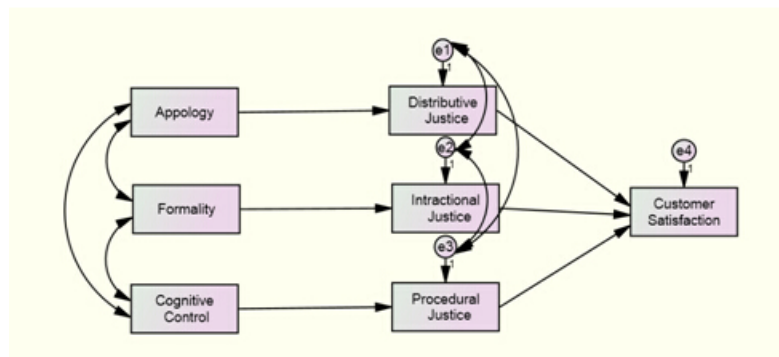 e1
1
Appology
Distributive
Justice
e2
1
e4
1
Formality
Intractional
Justice
Customer
Satisfaction
e3
1
Cognitive
Control
Procedural
Justice